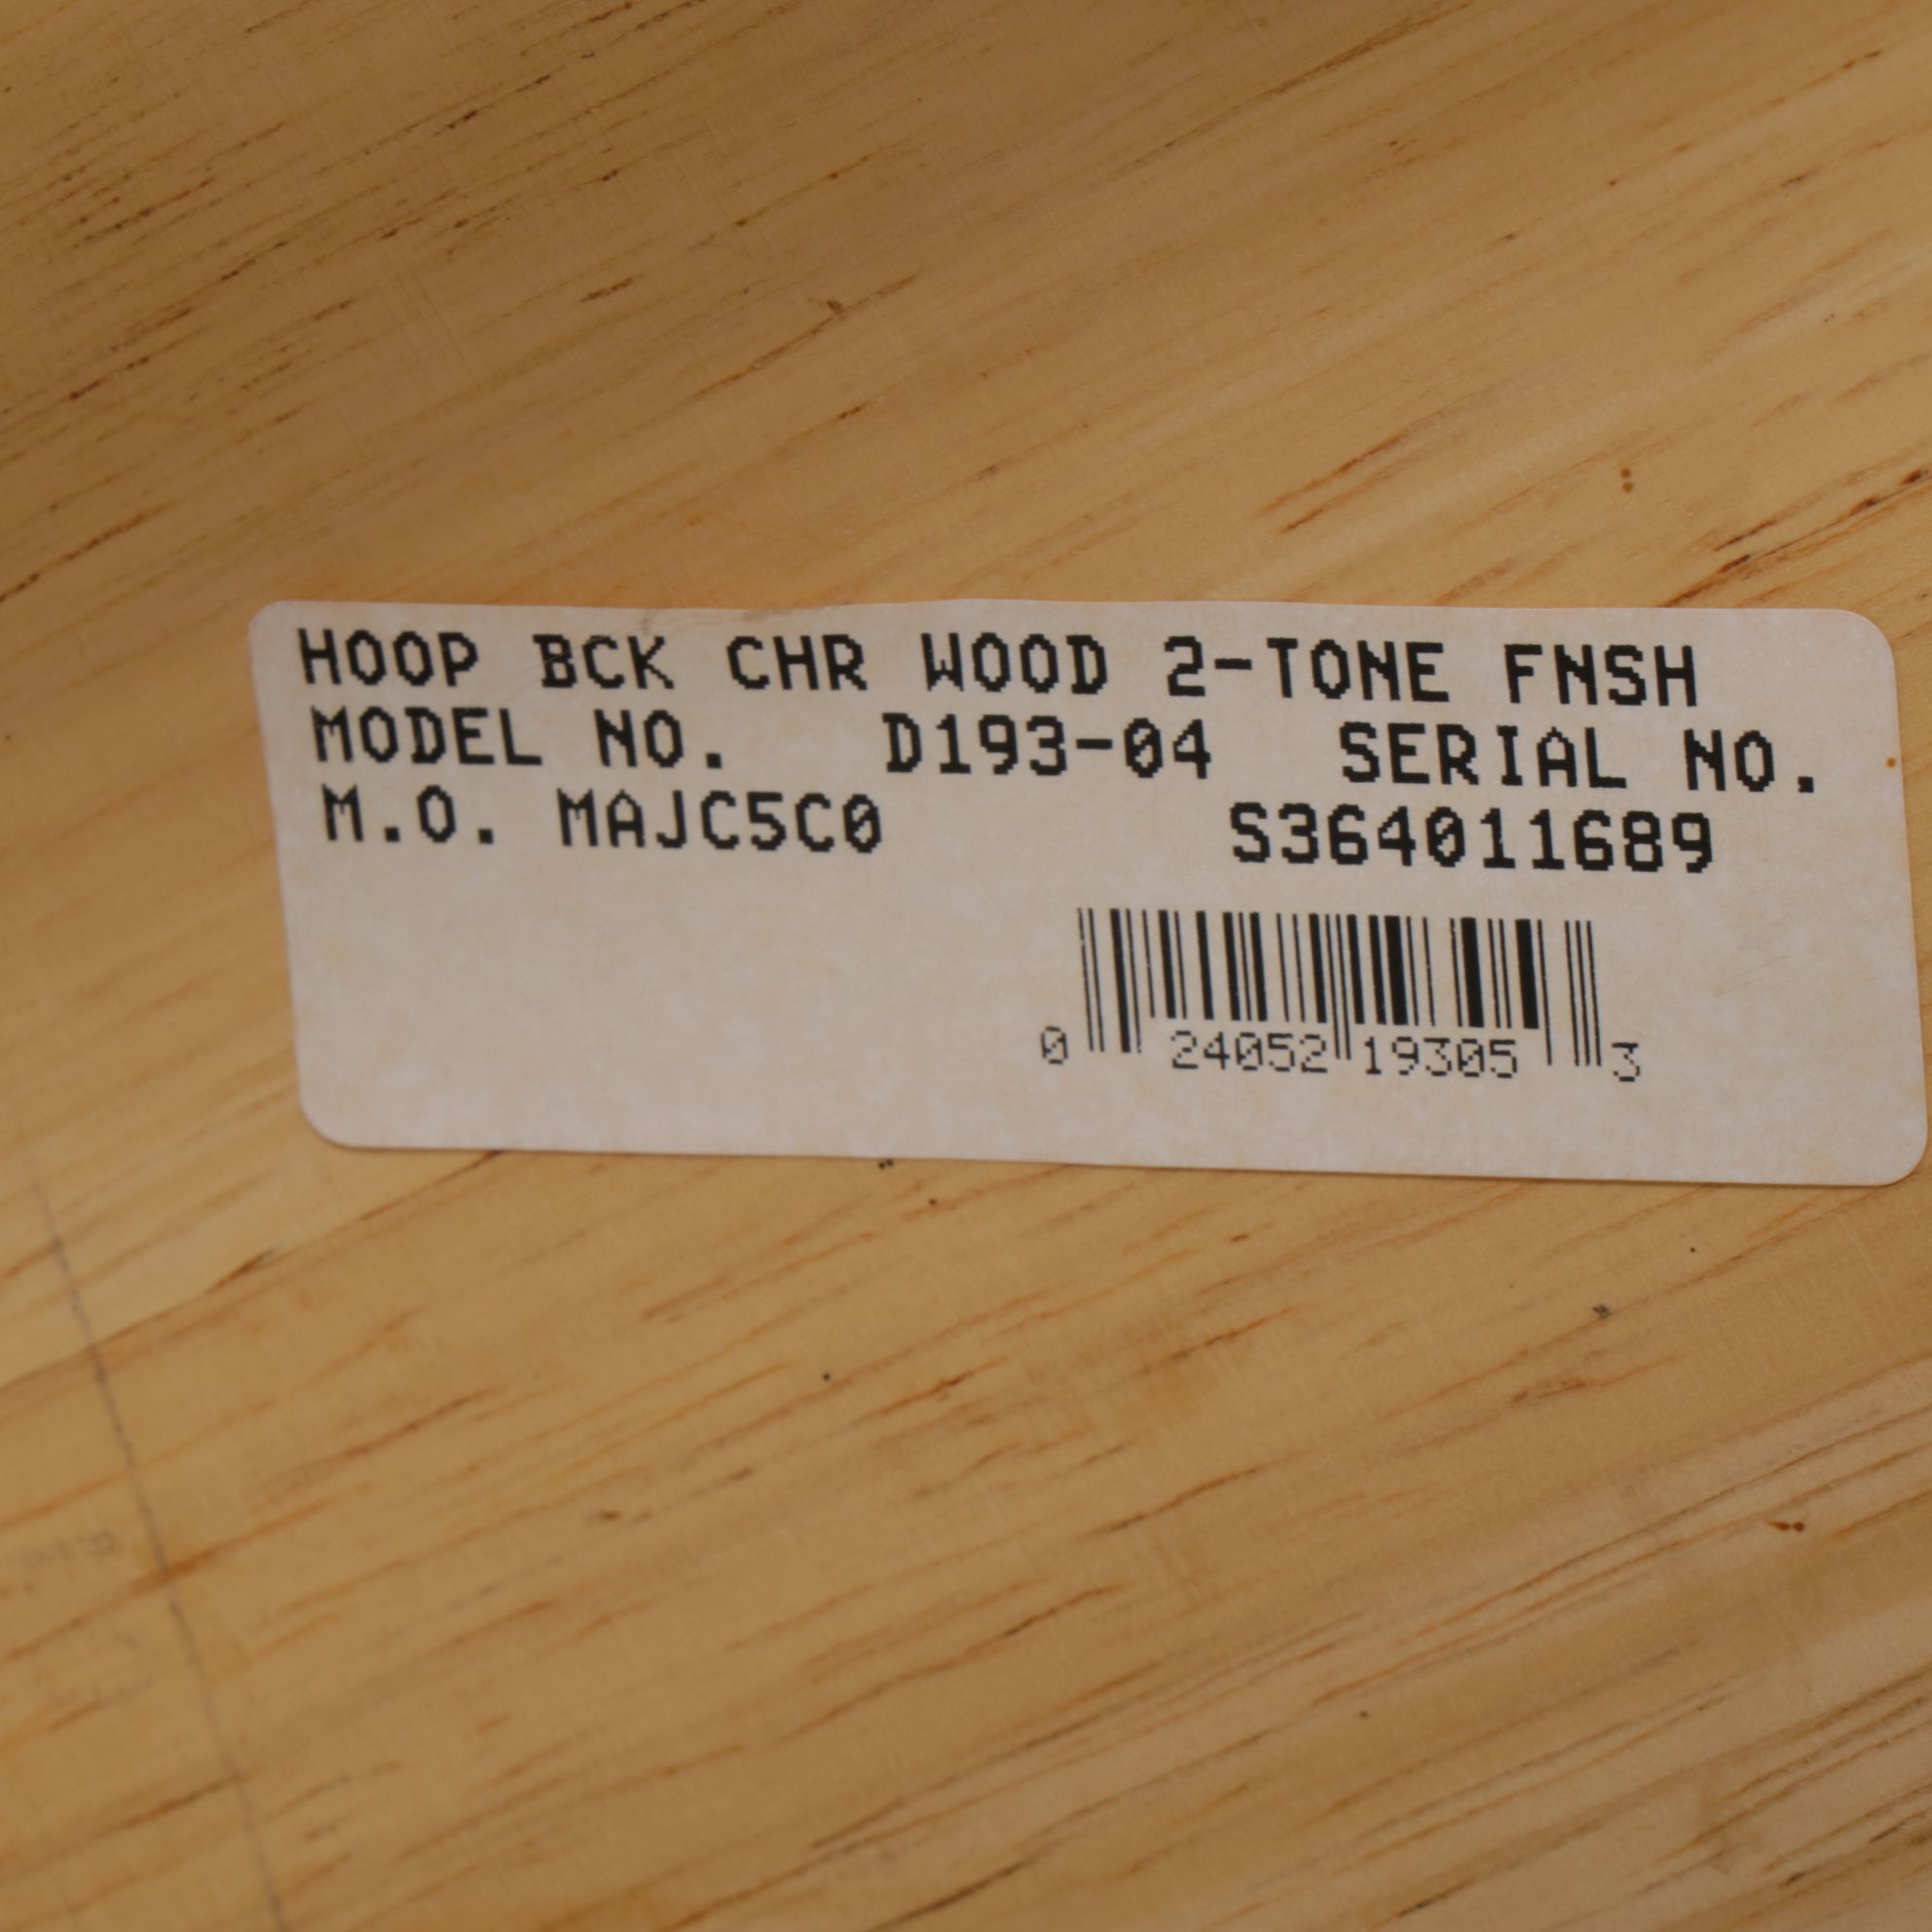 HOOP BCK CHR WOOD 2-TONE FNSH
MODEL NO. D193-04 SERIAL NO.
M.O. MAJC5C0 S364011689
0 24052 19305 3